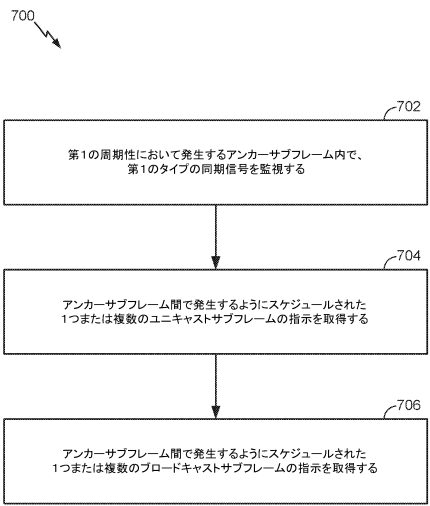 700
702
第1の周期性において発生するアンカーサブフレーム内で、
第1のタイプの同期信号を監視する
704
アンカーサブフレーム間で発生するようにスケジュールされた
1つまたは複数のユニキャストサブフレームの指示を取得する
706
アンカーサブフレーム間で発生するようにスケジュールされた
1つまたは複数のブロードキャストサブフレームの指示を取得する